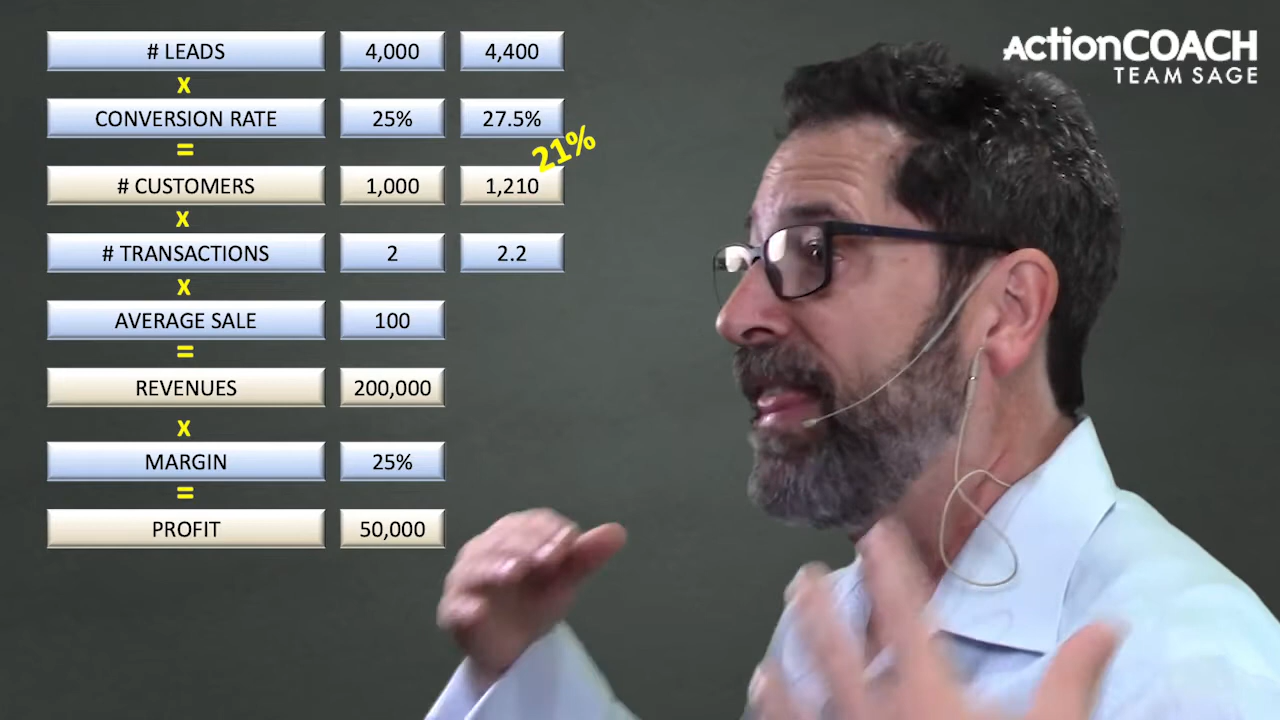 ActionCOACH
TEAM SAGE
# LEADS 4,000 4,400
x
CONVERSION RATE 25% 27.5%
=
21%
# CUSTOMERS 1,000 1,210
x
# TRANSACTIONS 2 2.2
x
AVERAGE SALE 100
=
REVENUES 200,000
x
MARGIN 25%
=
PROFIT 50,000